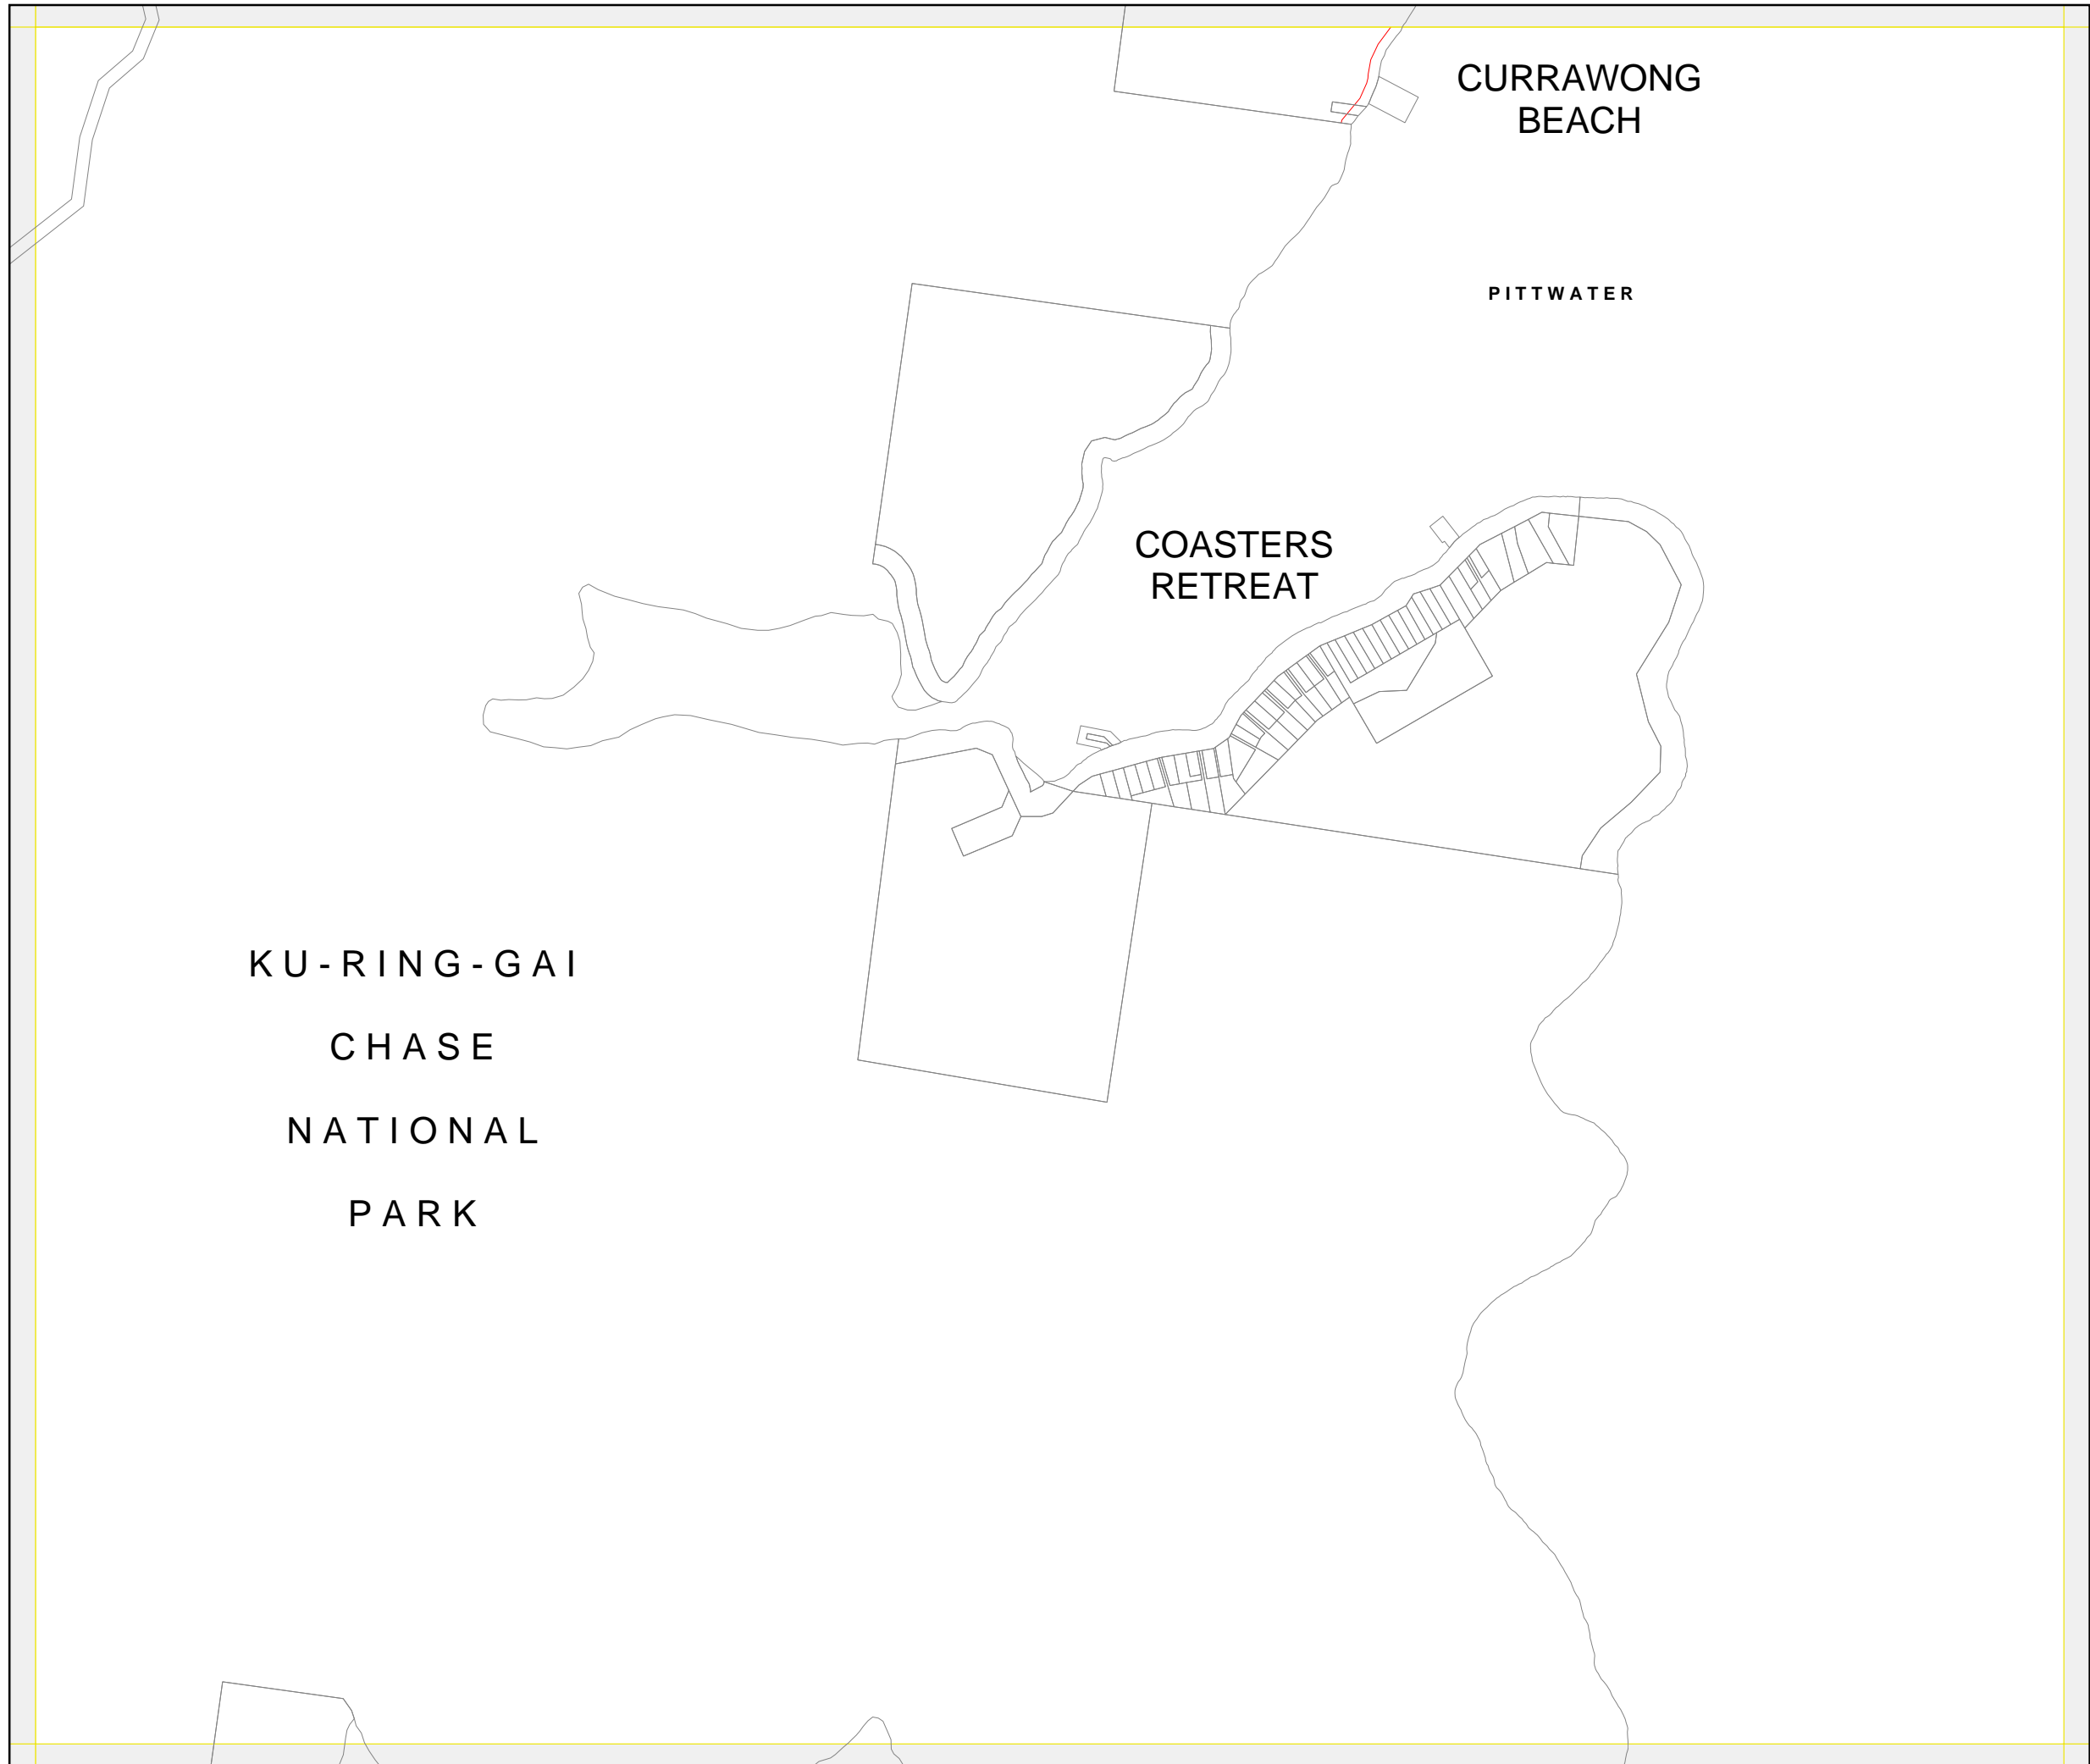 CURRAWONG
BEACH
PITTWATER
COASTERS
RETREAT
KU-RING-GAI
CHASE
NATIONAL
PARK